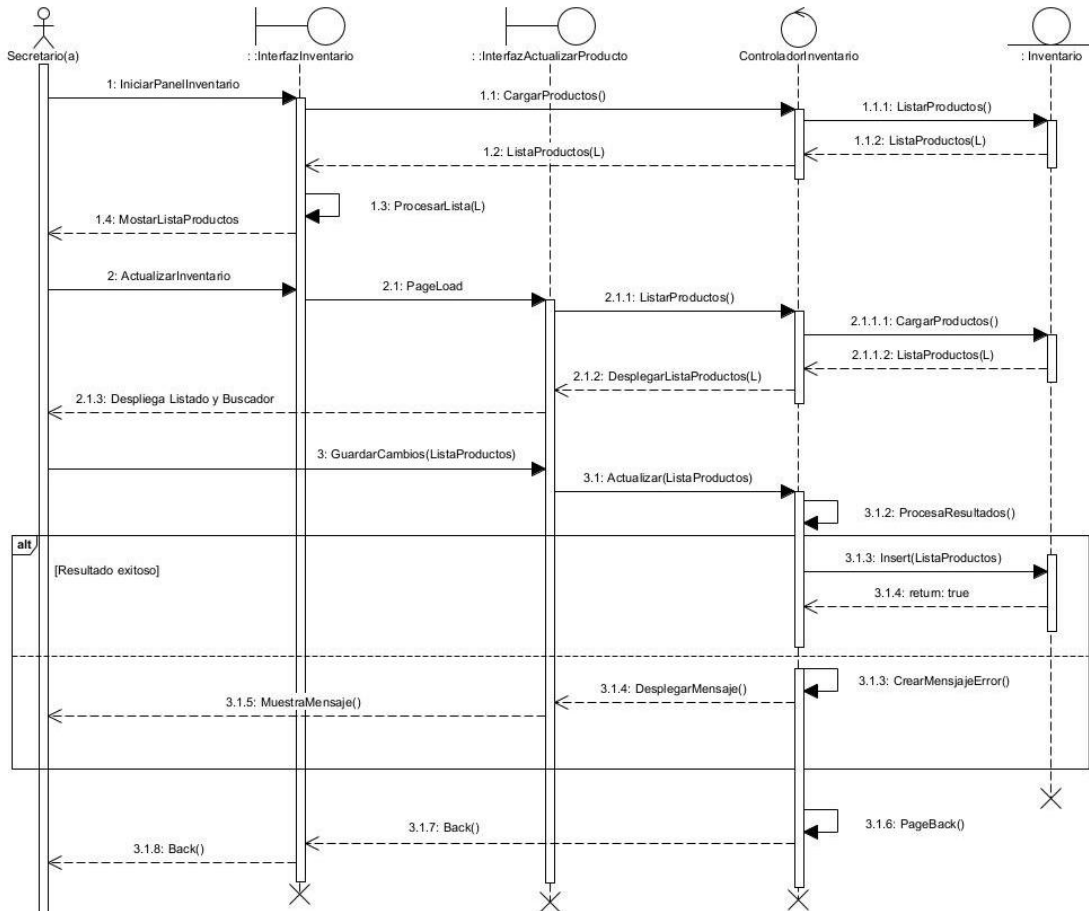 Secretario(a)
: :InterfazInventario
: :InterfazActualizarProducto
ControladorInventario
: Inventario
1: IniciarPanelInventario
1.1: CargarProductos()
1.1.1: ListarProductos()
1.1.2: ListaProductos(L)
1.2: ListaProductos(L)
1.3: ProcesarLista(L)
1.4: MostarListaProductos
2: ActualizarInventario
2.1: PageLoad
2.1.1: ListarProductos()
2.1.1.1: CargarProductos()
2.1.1.2: ListaProductos(L)
2.1.2: DesplegarListaProductos(L)
2.1.3: Despliega Listado y Buscador
3: GuardarCambios(ListaProductos)
3.1: Actualizar(ListaProductos)
3.1.2: ProcesaResultados()
alt
[Resultado exitoso]
3.1.3: Insert(ListaProductos)
3.1.4: return: true
3.1.3: CrearMensjajeError()
3.1.4: DesplegarMensaje()
3.1.5: MuestraMensaje()
3.1.6: PageBack()
3.1.7: Back()
3.1.8: Back()